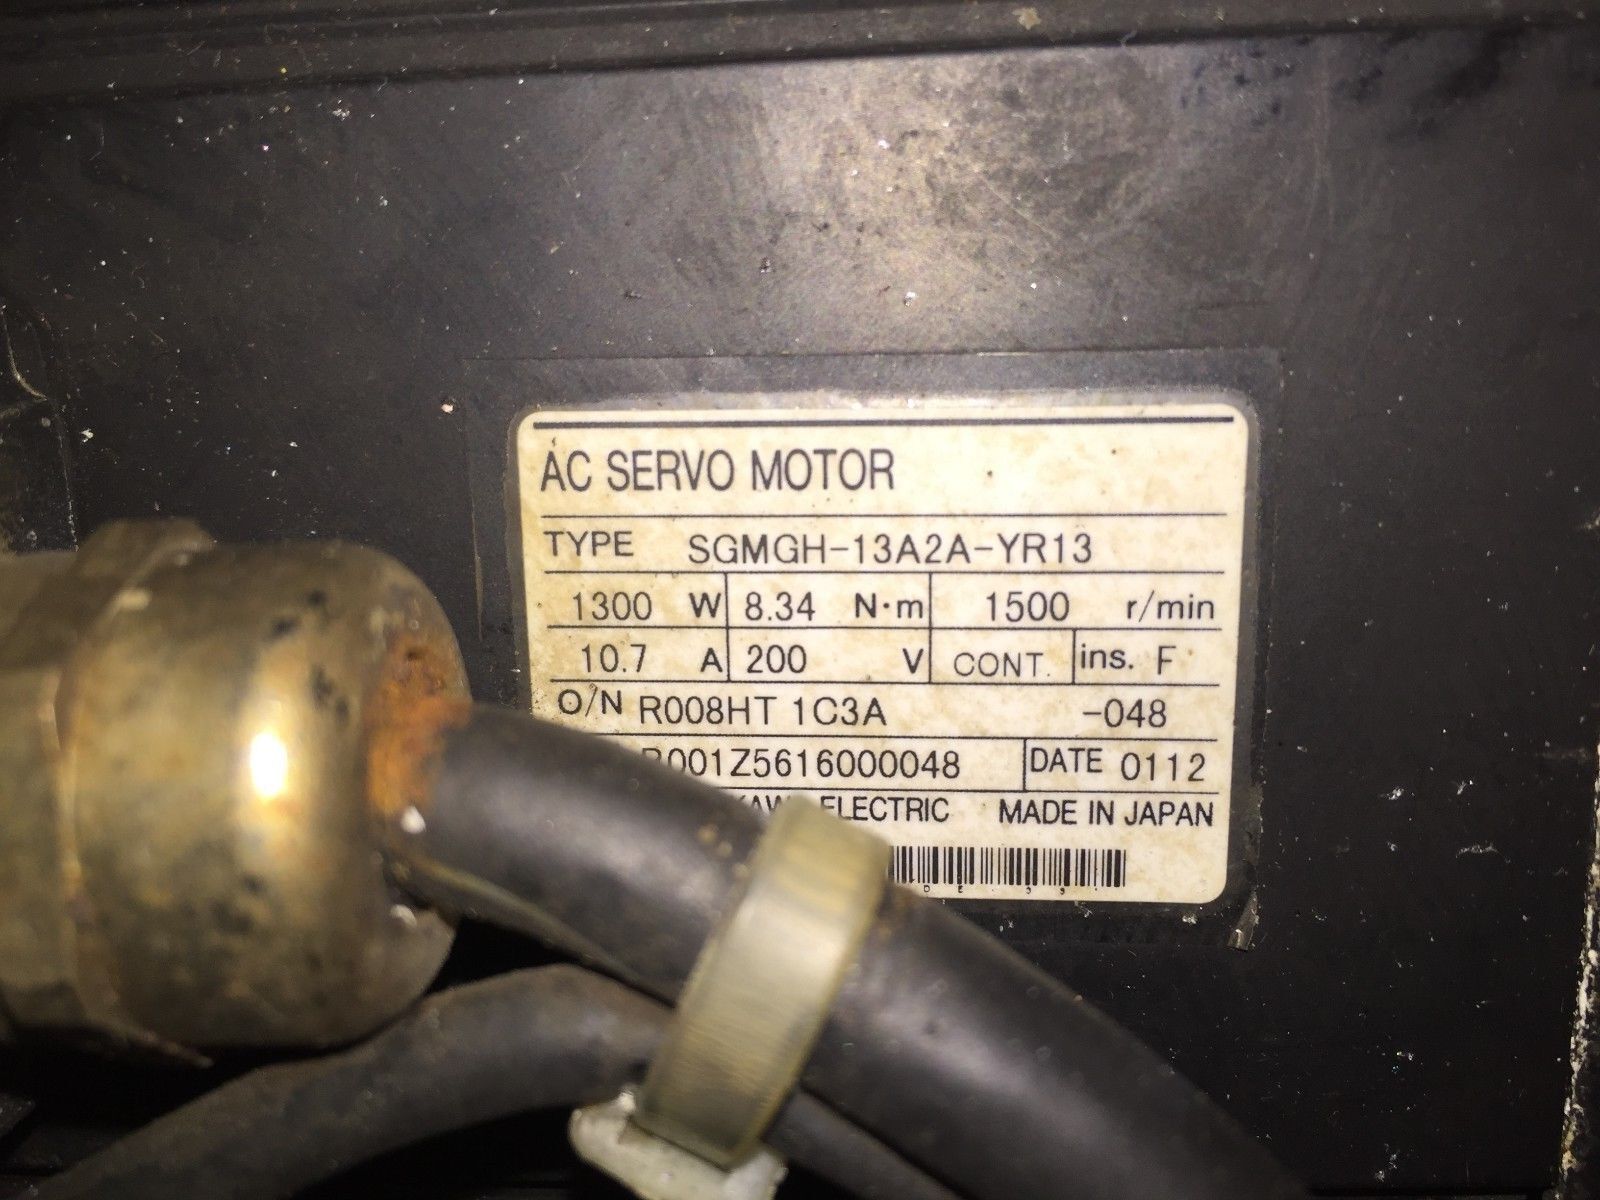 AC SERVO MOTOR
TYPE SGMGH-13A2A-YR13
1300 W 8.34 N·m 1500 r/min
10.7 A 200 V CONT. ins. F
O/N R008HT 1C3A -048
R001Z5616000048 DATE 0112
ELECTRIC MADE IN JAPAN